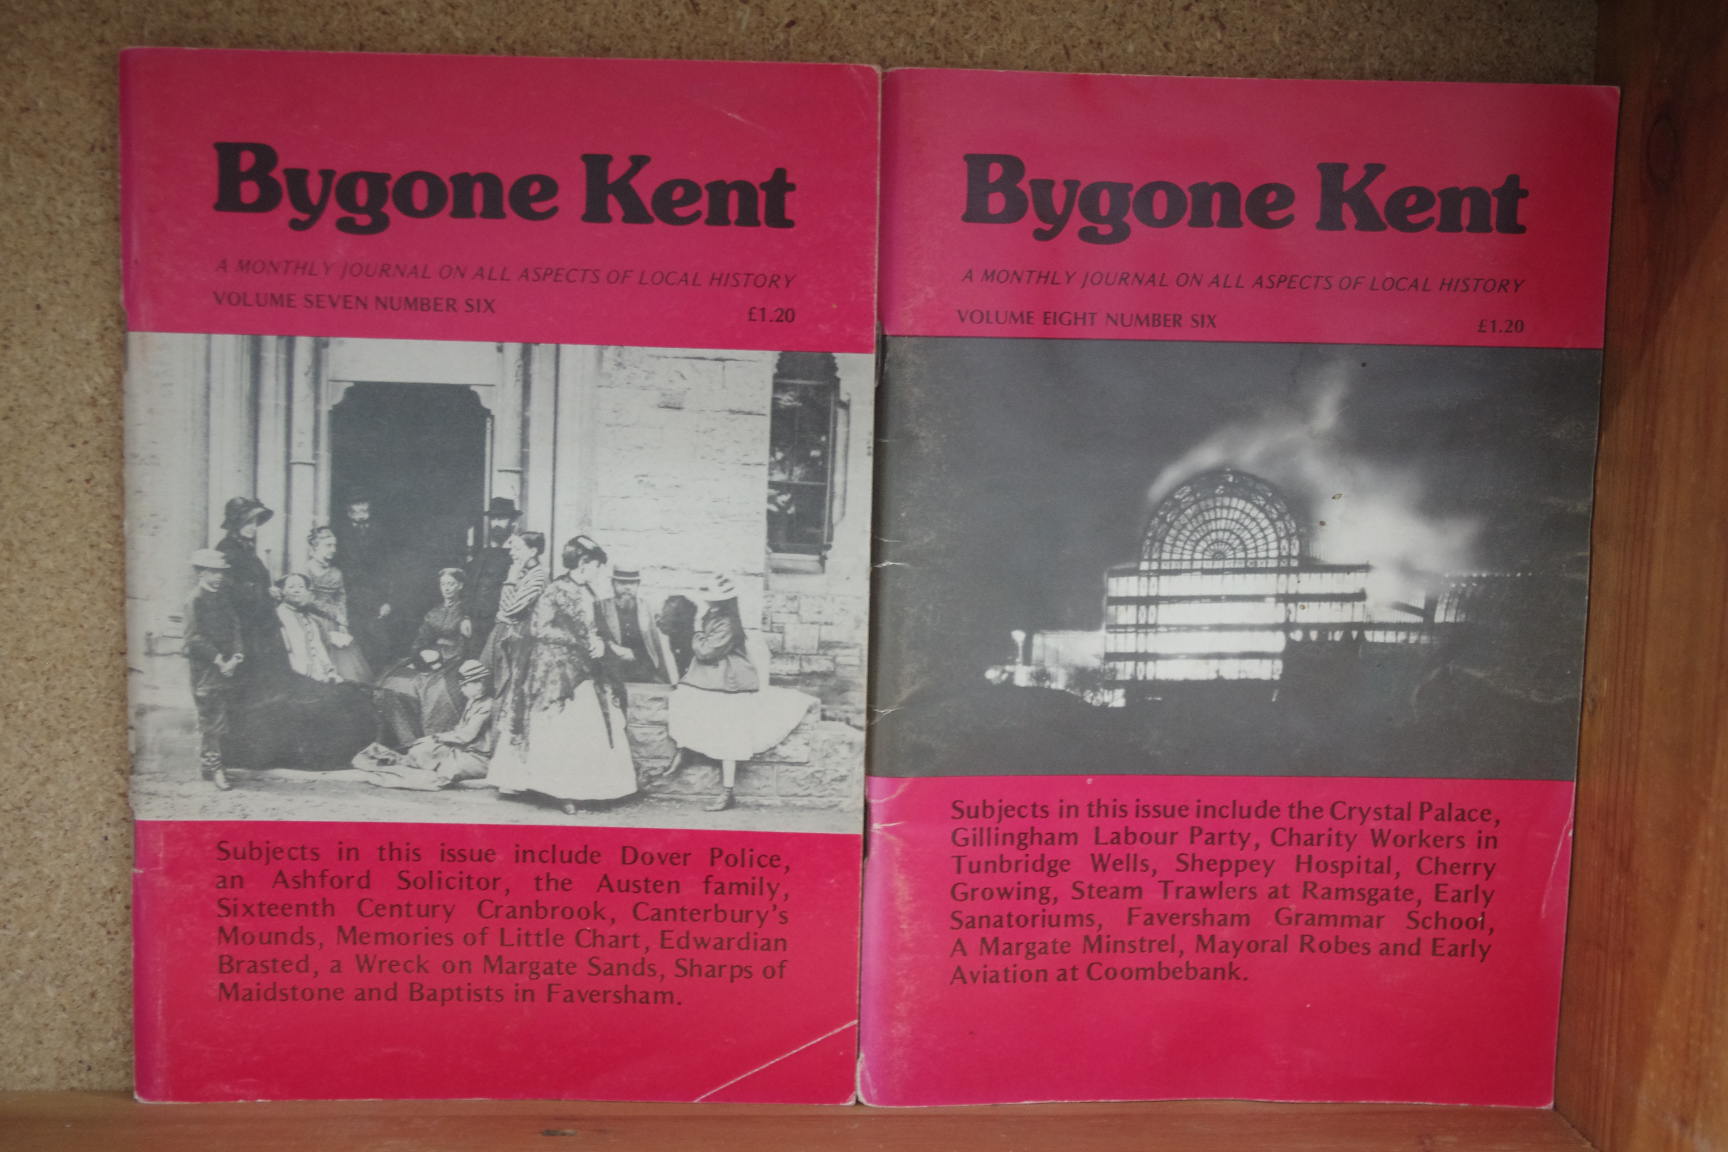 Bygone Kent
A MONTHLY JOURNAL ON ALL ASPECTS OF LOCAL HISTORY
VOLUME SEVEN NUMBER SIX
£1.20
Subjects in this issue include Dover Police,
an Ashford Solicitor, the Austen family,
Sixteenth Century Cranbrook, Canterbury's
Mounds, Memories of Little Chart, Edwardian
Brasted, a Wreck on Margate Sands, Sharps of
Maidstone and Baptists in Faversham.
Bygone Kent
A MONTHLY JOURNAL ON ALL ASPECTS OF LOCAL HISTORY
VOLUME EIGHT NUMBER SIX
£1.20
Subjects in this issue include the Crystal Palace,
Gillingham Labour Party, Charity Workers in
Tunbridge Wells, Sheppey Hospital, Cherry
Growing, Steam Trawlers at Ramsgate, Early
Sanatoriums, Faversham Grammar School,
A Margate Minstrel, Mayoral Robes and Early
Aviation at Coombebank.